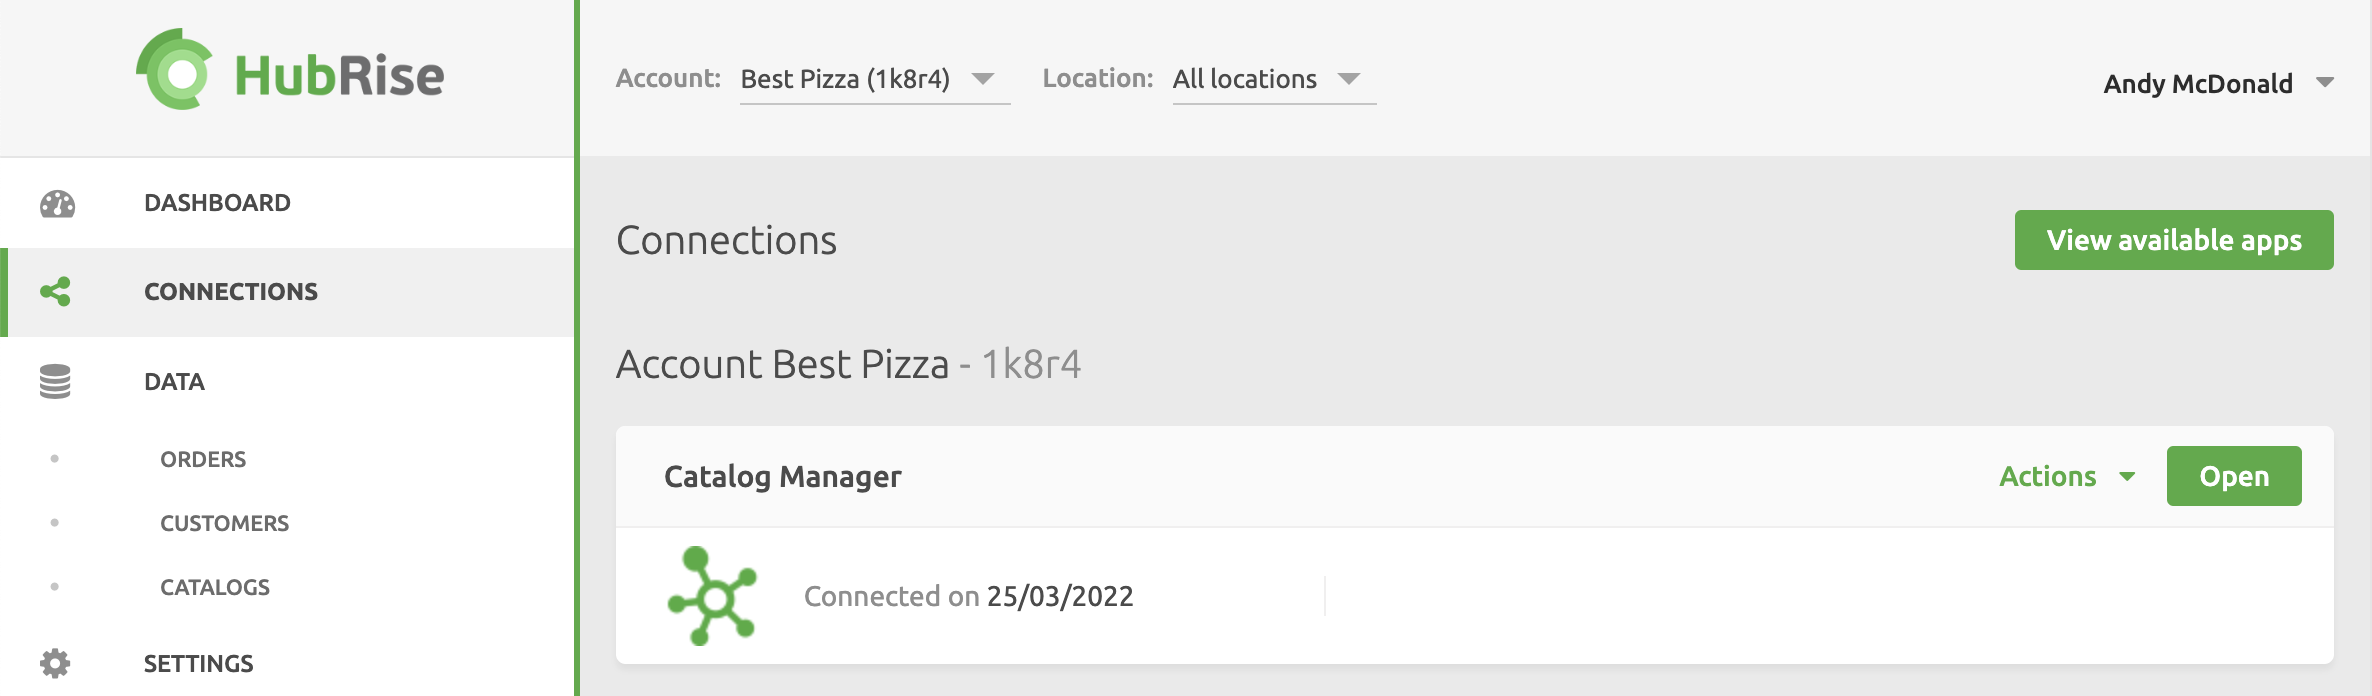 HubRise
Account: Best Pizza (1k8r4) Location: All locations
Andy McDonald
DASHBOARD
CONNECTIONS
DATA
ORDERS
CUSTOMERS
CATALOGS
SETTINGS
Connections
View available apps
Account Best Pizza - 1k8r4
Catalog Manager
Actions
Open
Connected on 25/03/2022